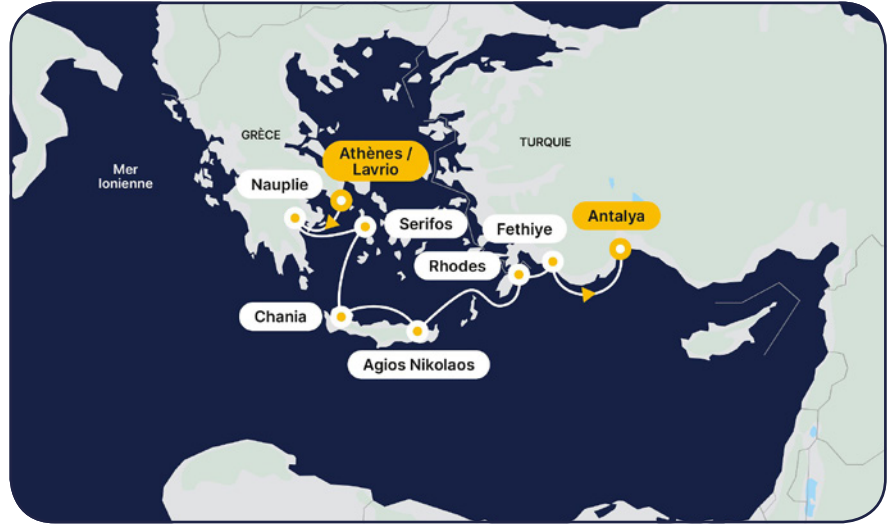 GRÈCE
TURQUIE
Athènes /
Lavrio
Mer
Ionienne
Nauplie
Antalya
Serifos
Fethiye
Rhodes
Chania
Agios Nikolaos